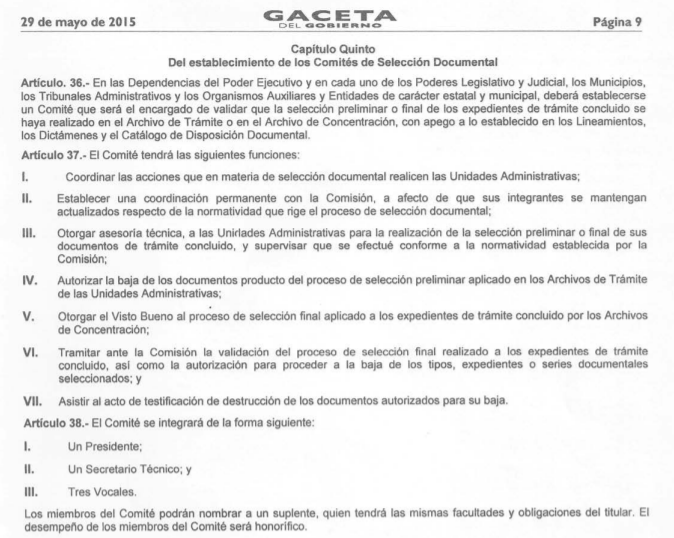 29 de mayo de 2015
GACETA
DEL GOBIERNO
Página 9
Capítulo Quinto
Del establecimiento de los Comités de Selección Documental
Artículo. 36.- En las Dependencias del Poder Ejecutivo y en cada uno de los Poderes Legislativo y Judicial, los Municipios,
los Tribunales Administrativos y los Organismos Auxiliares y Entidades de carácter estatal y municipal, deberá establecerse
un Comité que será el encargado de validar que la selección preliminar o final de los expedientes de trámite concluido se
haya realizado en el Archivo de Trámite o en el Archivo de Concentración, con apego a lo establecido en los Lineamientos,
los Dictámenes y el Catálogo de Disposición Documental.
Artículo 37.- El Comité tendrá las siguientes funciones:
I. Coordinar las acciones que en materia de selección documental realicen las Unidades Administrativas;
II. Establecer una coordinación permanente con la Comisión, a afecto de que sus integrantes se mantengan
actualizados respecto de la normatividad que rige el proceso de selección documental;
III. Otorgar asesoría técnica, a las Unidades Administrativas para la realización de la selección preliminar o final de sus
documentos de trámite concluido, y supervisar que se efectué conforme a la normatividad establecida por la
Comisión;
IV. Autorizar la baja de los documentos producto del proceso de selección preliminar aplicado en los Archivos de Trámite
de las Unidades Administrativas;
V. Otorgar el Visto Bueno al proceso de selección final aplicado a los expedientes de trámite concluido por los Archivos
de Concentración;
VI. Tramitar ante la Comisión la validación del proceso de selección final realizado a los expedientes de trámite
concluido, así como la autorización para proceder a la baja de los tipos, expedientes o series documentales
seleccionados; y
VII. Asistir al acto de testificación de destrucción de los documentos autorizados para su baja.
Artículo 38.- El Comité se integrará de la forma siguiente:
I. Un Presidente;
II. Un Secretario Técnico; y
III. Tres Vocales.
Los miembros del Comité podrán nombrar a un suplente, quien tendrá las mismas facultades y obligaciones del titular. El
desempeño de los miembros del Comité será honorífico.